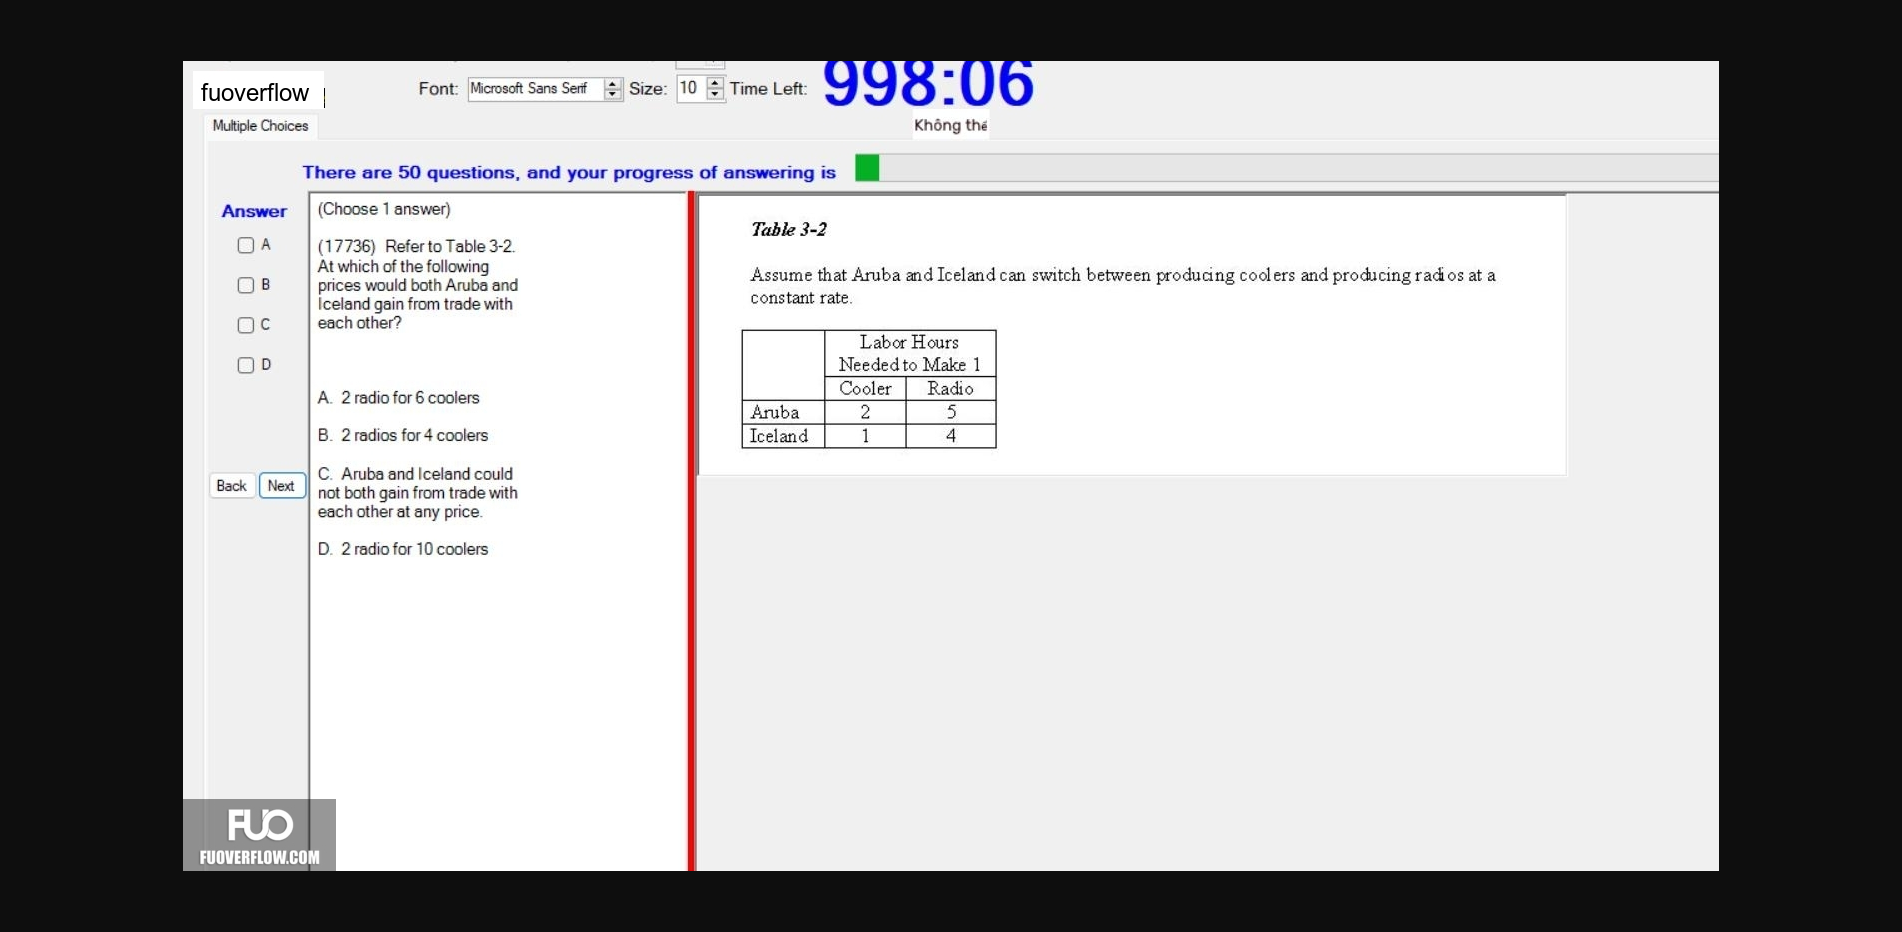 fuoverflow
Font: Microsoft Sans Serif Size: 10 Time Left: 998:06
Multiple Choices
Không thể
There are 50 questions, and your progress of answering is
Answer
A
B
C
D
Back Next
(Choose 1 answer)
(17736) Refer to Table 3-2.
At which of the following
prices would both Aruba and
Iceland gain from trade with
each other?
A. 2 radio for 6 coolers
B. 2 radios for 4 coolers
C. Aruba and Iceland could
not both gain from trade with
each other at any price.
D. 2 radio for 10 coolers
Table 3-2
Assume that Aruba and Iceland can switch between producing coolers and producing radios at a
constant rate.
Labor Hours
Needed to Make 1
Cooler Radio
Aruba 2 5
Iceland 1 4
FUO
FUOVERFLOW.COM